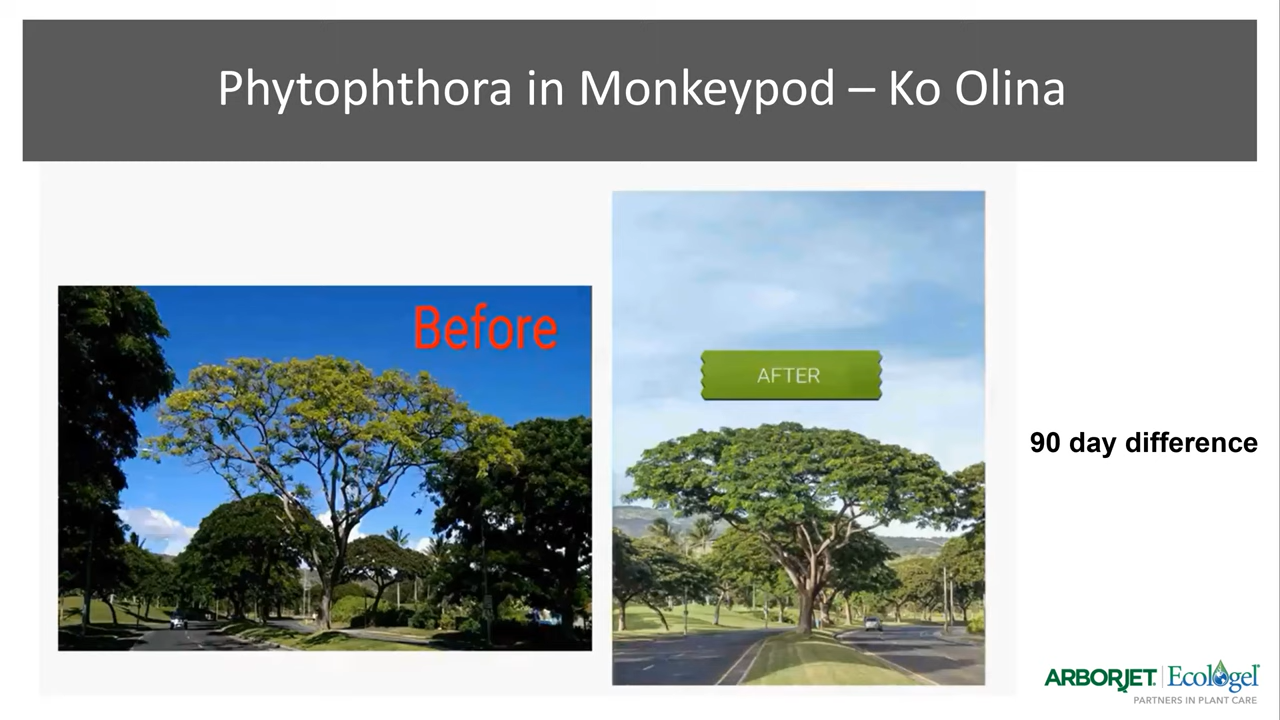 Phytophthora in Monkeypod – Ko Olina
Before
AFTER
90 day difference
ARBORJET. Ecologel
PARTNERS IN PLANT CARE